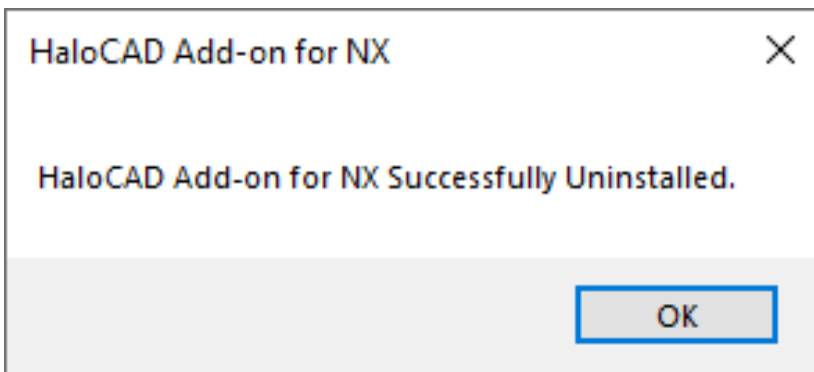 HaloCAD Add-on for NX
HaloCAD Add-on for NX Successfully Uninstalled.
OK